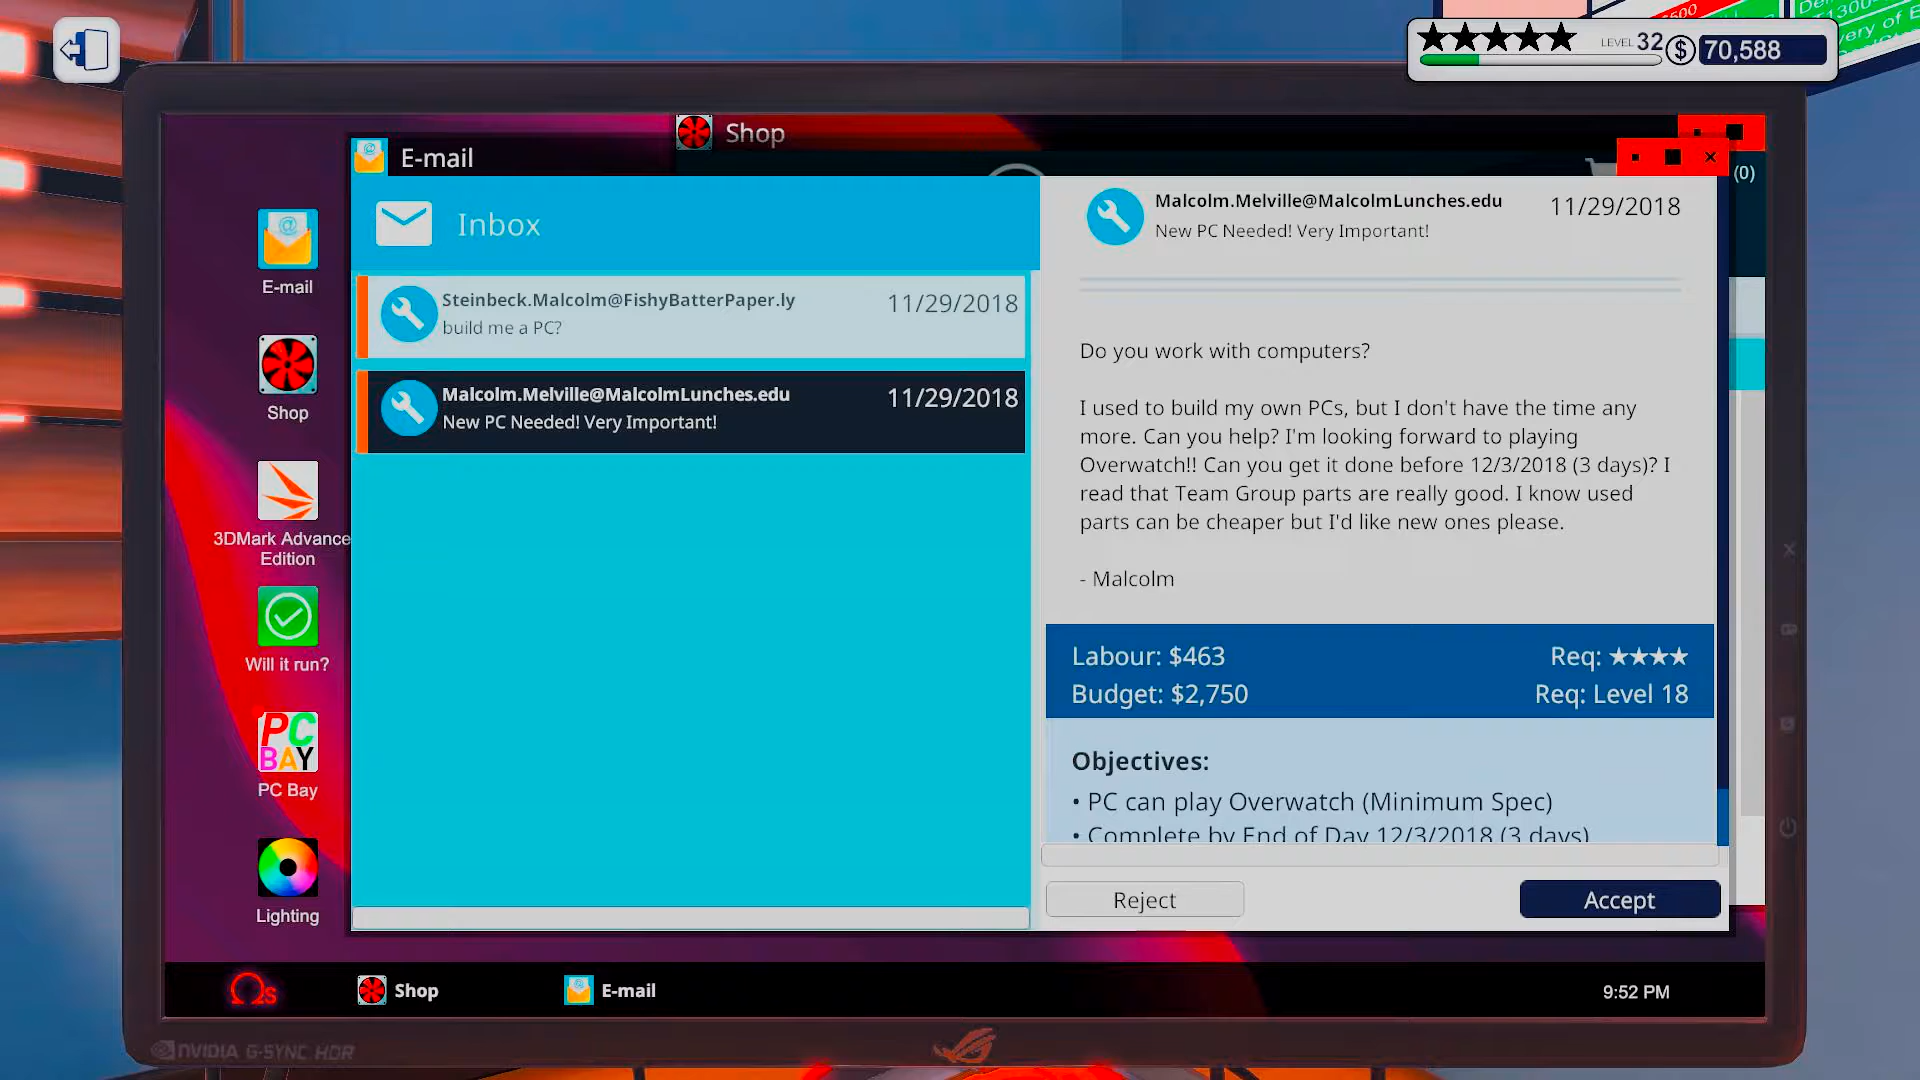 LEVEL 32
$ 70,588
$500
Shop
E-mail
(0)
Inbox
Steinbeck.Malcolm@FishyBatterPaper.ly
11/29/2018
build me a PC?
Malcolm.Melville@MalcolmLunches.edu
11/29/2018
New PC Needed! Very Important!
Malcolm.Melville@MalcolmLunches.edu
11/29/2018
New PC Needed! Very Important!
Do you work with computers?
I used to build my own PCs, but I don't have the time any
more. Can you help? I'm looking forward to playing
Overwatch!! Can you get it done before 12/3/2018 (3 days)? I
read that Team Group parts are really good. I know used
parts can be cheaper but I'd like new ones please.
- Malcolm
Labour: $463
Req: ★★★★
Budget: $2,750
Req: Level 18
Objectives:
• PC can play Overwatch (Minimum Spec)
• Complete by End of Day 12/3/2018 (3 days)
Reject
Accept
E-mail
Shop
3DMark Advance
Edition
Will it run?
PC
BAY
PC Bay
Lighting
Ωs
Shop
E-mail
9:52 PM
NVIDIA G-SYNC HDR